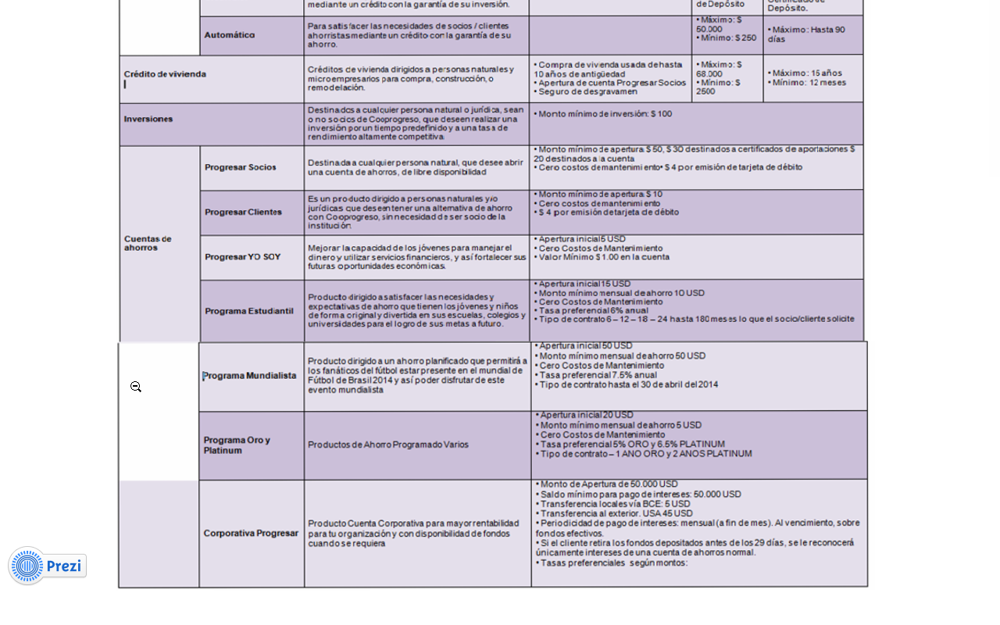 mediante un crédito con la garantía de su inversión.
de Depósito
Certificado de
Depósito.
Automático
Para satisfacer las necesidades de socios / clientes
ahorristas mediante un crédito con la garantía de su
ahorro.
• Máximo: $
50.000
• Mínimo: $ 250
• Máximo: Hasta 90
días
Crédito de vivienda
Créditos de vivienda dirigidos a personas naturales y
microempresarios para compra, construcción, o
remodelación.
• Compra de vivienda usada de hasta
10 años de antigüedad
• Apertura de cuenta Progresar Socios
• Seguro de desgravamen
• Máximo: $
68.000
• Mínimo: $
2500
• Máximo: 15 años
• Mínimo: 12 meses
Inversiones
Destinados a cualquier persona natural o jurídica, sean
o no socios de Cooprogreso, que deseen realizar una
inversión por un tiempo predefinido y a una tasa de
rendimiento altamente competitiva
• Monto mínimo de inversión: $ 100
Cuentas de
ahorros
Progresar Socios
Destinada a cualquier persona natural, que desee abrir
una cuenta de ahorros, de libre disponibilidad
• Monto mínimo de apertura: $ 50, $ 30 destinados a certificados de aportaciones $
20 destinados a la cuenta
• Cero costos de mantenimiento• $ 4 por emisión de tarjeta de débito
Progresar Clientes
Es un producto dirigido a personas naturales y/o
jurídicas que deseen tener una alternativa de ahorro
con Cooprogreso, sin necesidad de ser socio de la
institución.
• Monto mínimo de apertura: $ 10
• Cero costos de mantenimiento
• $ 4 por emisión de tarjeta de débito
Progresar YO SOY
Mejorar la capacidad de los jóvenes para manejar el
dinero y utilizar servicios financieros, y así fortalecer sus
futuras oportunidades económicas.
• Apertura inicial 5 USD
• Cero Costos de Mantenimiento
• Valor Mínimo $ 1.00 en la cuenta
Programa Estudiantil
Producto dirigido a satisfacer las necesidades y
expectativas de ahorro que tienen los jóvenes y niños
de forma original y divertida en sus escuelas, colegios y
universidades para el logro de sus metas a futuro.
• Apertura inicial 15 USD
• Monto mínimo mensual de ahorro 10 USD
• Cero Costos de Mantenimiento
• Tasa preferencial 6% anual
• Tipo de contrato 6 – 12 – 18 – 24 hasta 180 meses lo que el socio/cliente solicite
Programa Mundialista
Producto dirigido a un ahorro planificado que permitirá a
los fanáticos del fútbol estar presente en el mundial de
Fútbol de Brasil 2014 y así poder disfrutar de este
evento mundialista
• Apertura inicial 50 USD
• Monto mínimo mensual de ahorro 50 USD
• Cero Costos de Mantenimiento
• Tasa preferencial 7.5% anual
• Tipo de contrato hasta el 30 de abril del 2014
Programa Oro y
Platinum
Productos de Ahorro Programado Varios
• Apertura inicial 20 USD
• Monto mínimo mensual de ahorro 5 USD
• Cero Costos de Mantenimiento
• Tasa preferencial 5% ORO y 6.5% PLATINUM
• Tipo de contrato – 1 ANO ORO y 2 ANOS PLATINUM
Corporativa Progresar
Producto Cuenta Corporativa para mayor rentabilidad
para tu organización y con disponibilidad de fondos
cuando se requiera
• Monto de Apertura de 50.000 USD
• Saldo mínimo para pago de intereses: 50.000 USD
• Transferencia locales vía BCE: 5 USD
• Transferencia al exterior. USA 45 USD
• Periodicidad de pago de intereses: mensual (a fin de mes). Al vencimiento, sobre
fondos efectivos.
• Si el cliente retira los fondos depositados antes de los 29 días, se le reconocerá
únicamente intereses de una cuenta de ahorros normal.
• Tasas preferenciales según montos:
Prezi